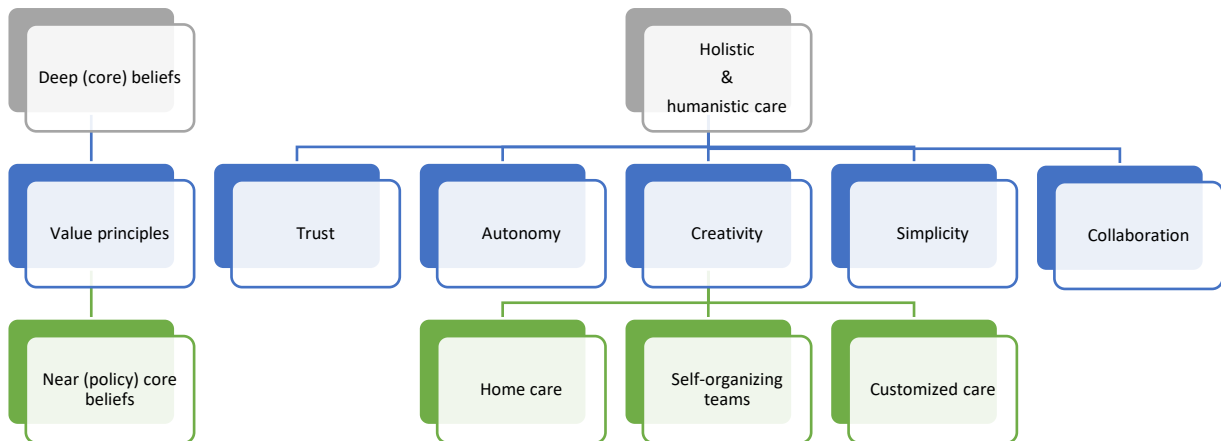 Deep (core) beliefs
Holistic
&
humanistic care
Value principles
Trust
Autonomy
Creativity
Simplicity
Collaboration
Near (policy) core
beliefs
Home care
Self-organizing
teams
Customized care